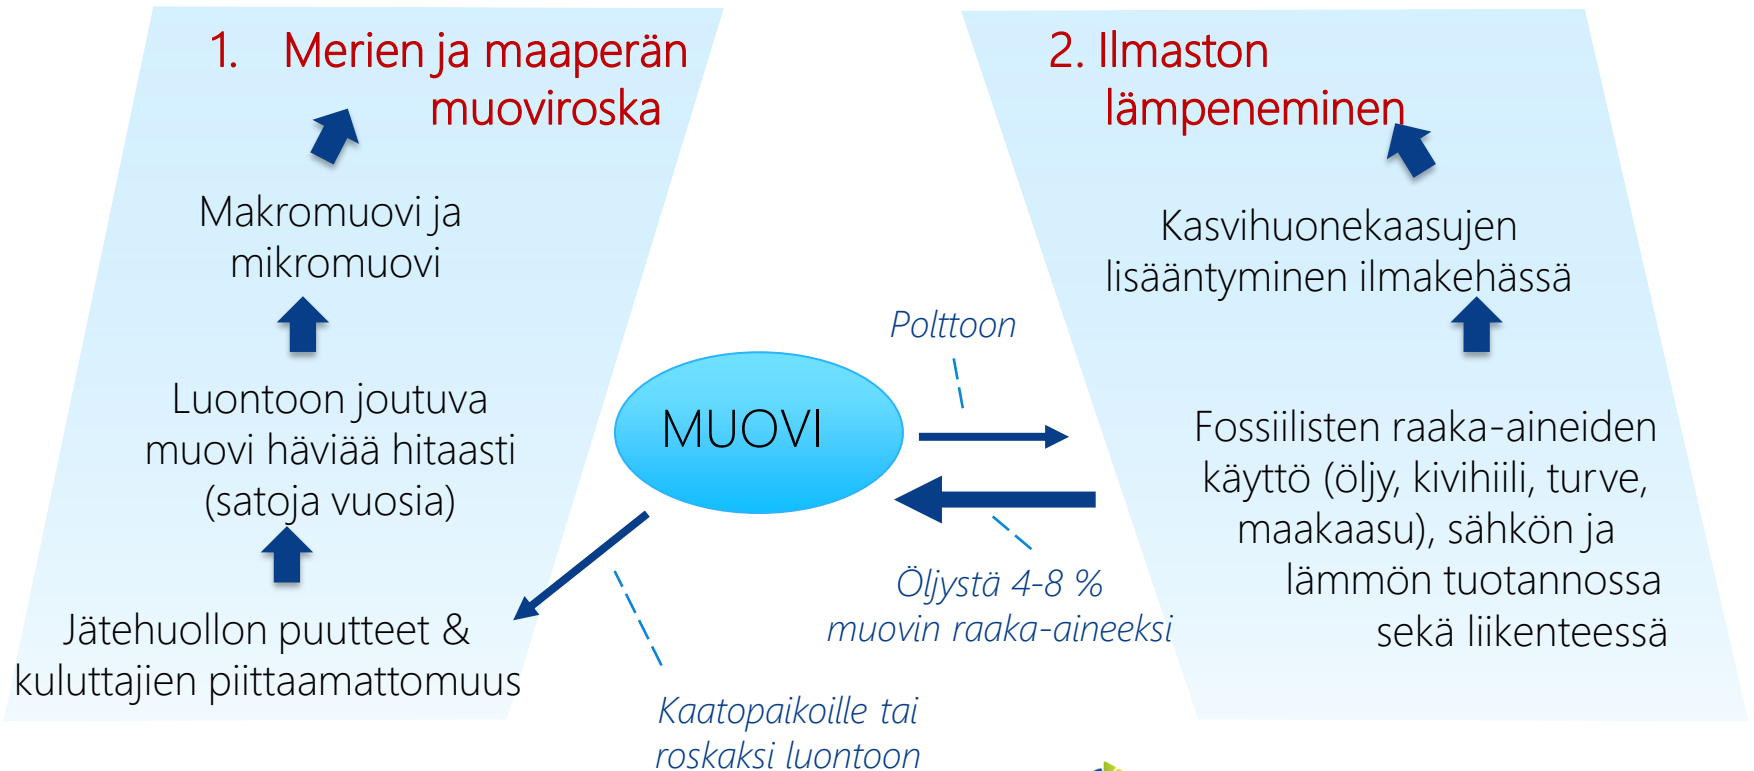 1. Merien ja maaperän
muoviroska
Makromuovi ja
mikromuovi
Luontoon joutuva
muovi häviää hitaasti
(satoja vuosia)
Jätehuollon puutteet &
kuluttajien piittaamattomuus
MUOVI
Polttoon
Öljystä 4-8 %
muovin raaka-aineeksi
Kaatopaikoille tai
roskaksi luontoon
2. Ilmaston
lämpeneminen
Kasvihuonekaasujen
lisääntyminen ilmakehässä
Fossiilisten raaka-aineiden
käyttö (öljy, kivihiili, turve,
maakaasu), sähkön ja
lämmön tuotannossa
sekä liikenteessä